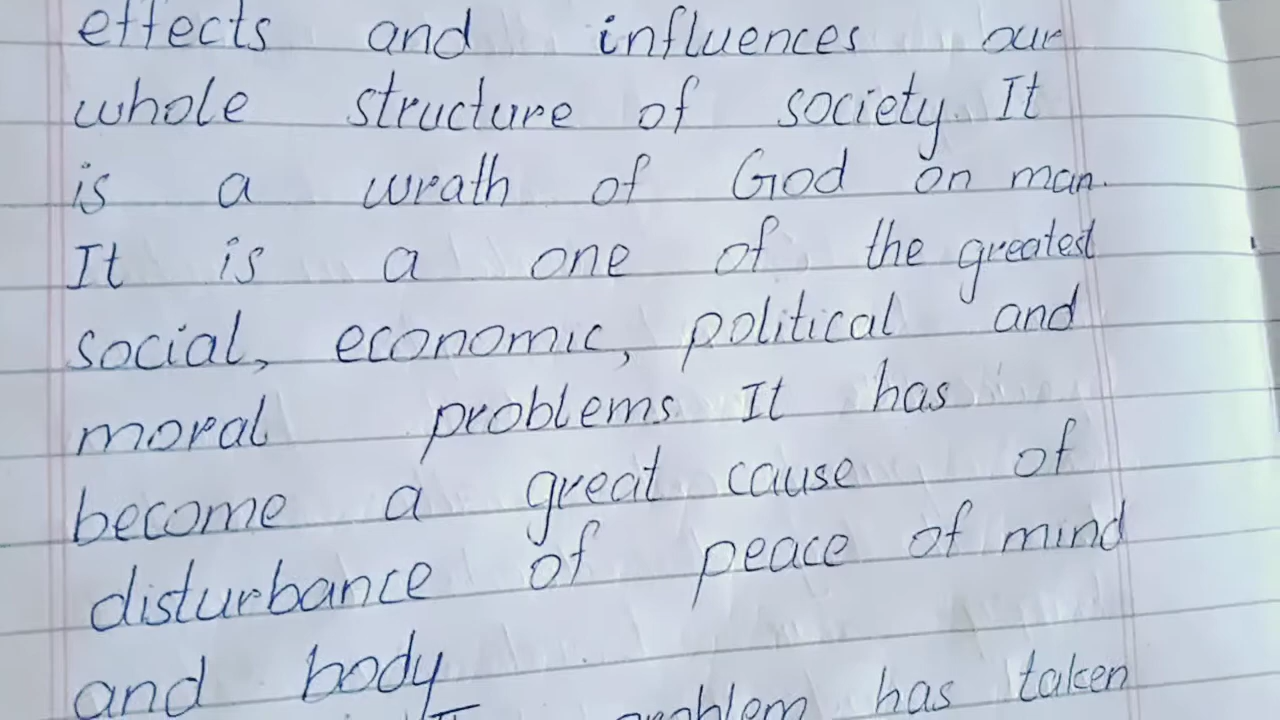 effects and influences our
whole structure of society. It
is a wrath of God on man.
It is a one of the greatest
social, economic, political and
moral problems. It has
become a great cause of
disturbance of peace of mind
and body
problem has taken